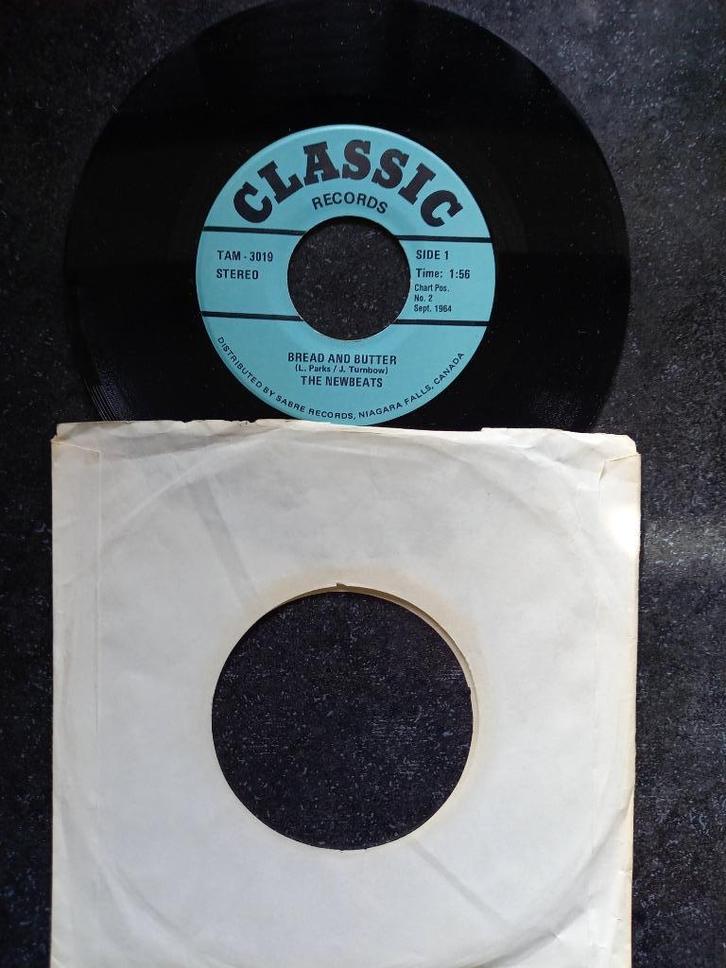 CLASSIC
RECORDS
TAM - 3019
STEREO
SIDE 1
Time: 1:56
Chart Pos.
No. 2
Sept. 1964
BREAD AND BUTTER
(L. Parks / J. Turnbow)
THE NEWBEATS
DISTRIBUTED BY SABRE RECORDS, NIAGARA FALLS, CANADA